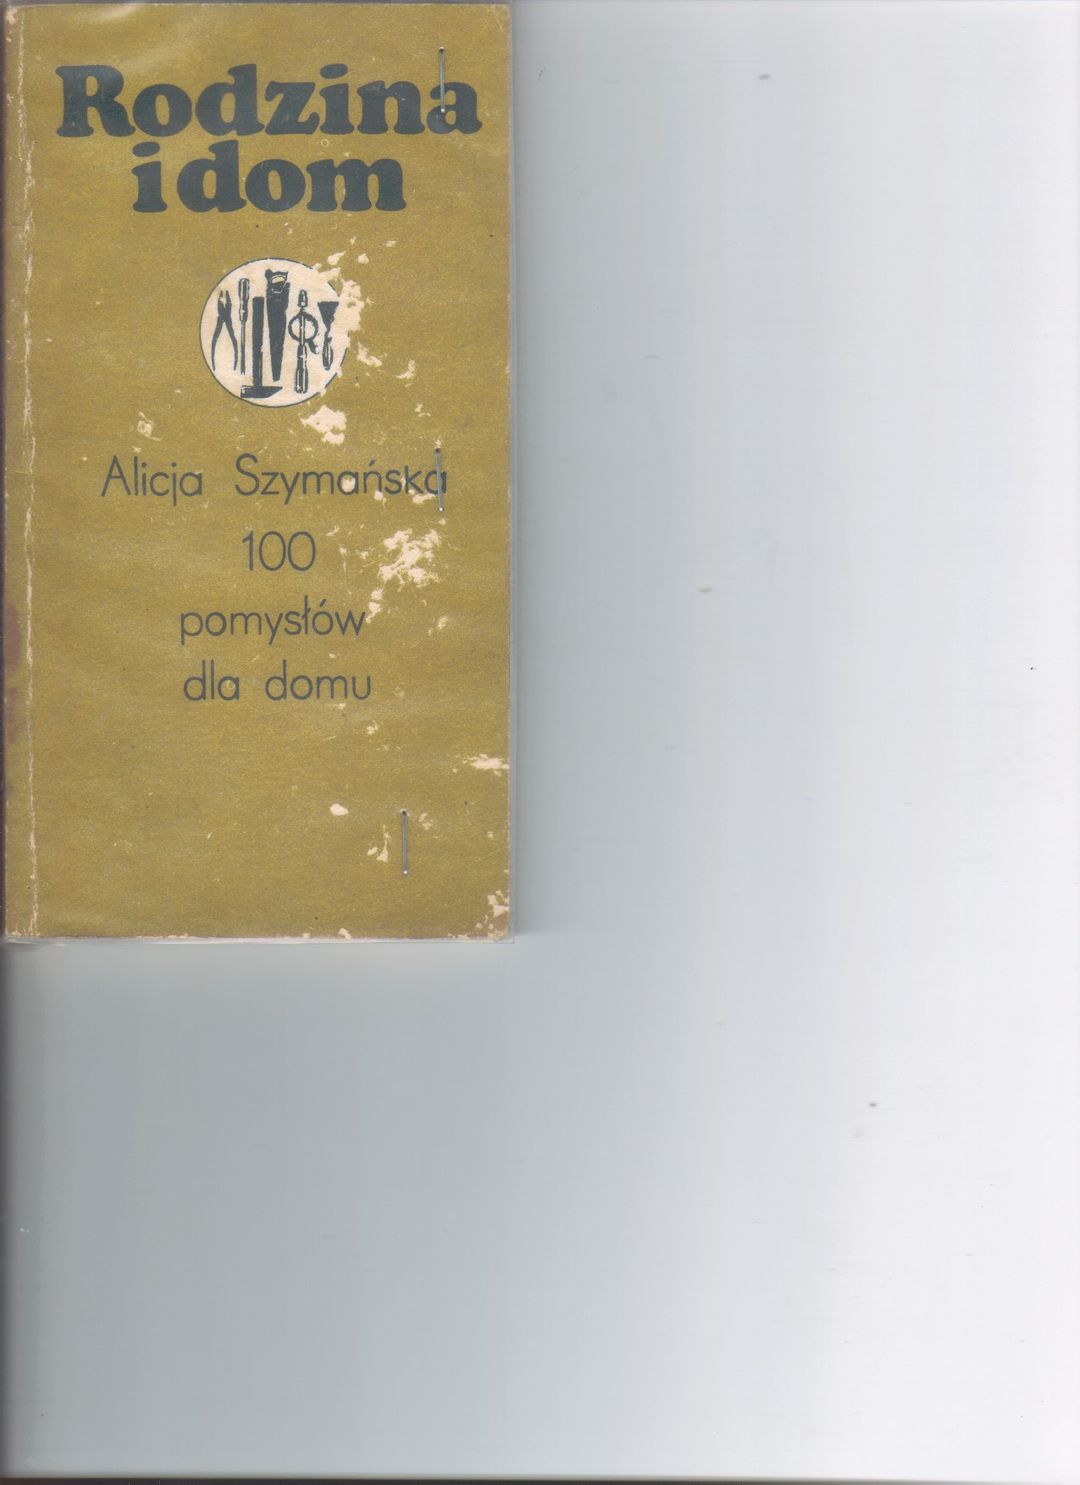 Rodzina
i dom
Alicja Szymańska
100
pomysłów
dla domu